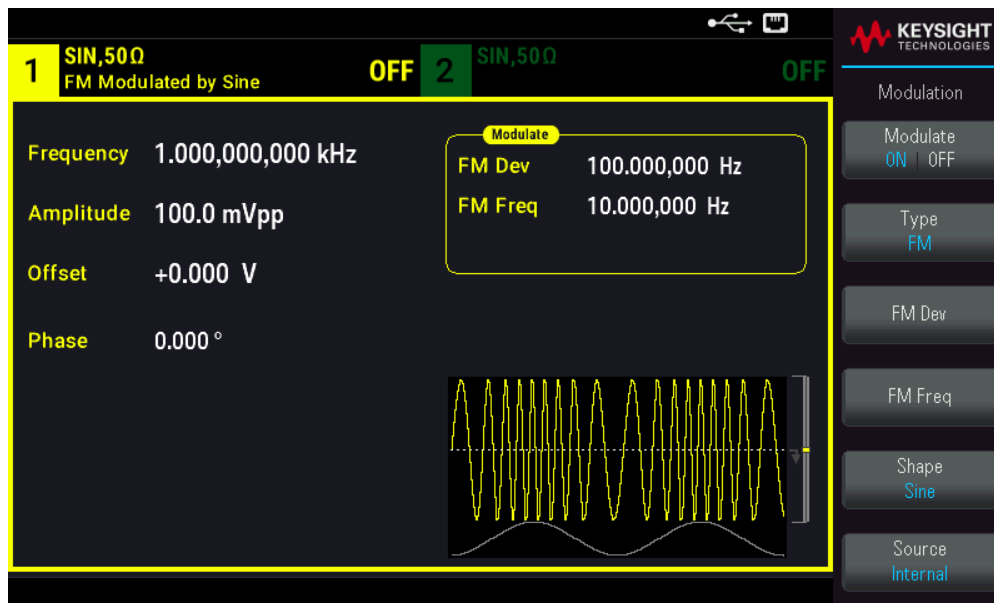 KEYSIGHT
TECHNOLOGIES
1 SIN,50Ω OFF 2 SIN,50Ω OFF
FM Modulated by Sine
Modulation
Frequency 1.000,000,000 kHz
Amplitude 100.0 mVpp
Offset +0.000 V
Phase 0.000 °
Modulate
FM Dev 100.000,000 Hz
FM Freq 10.000,000 Hz
Modulate
ON | OFF
Type
FM
FM Dev
FM Freq
Shape
Sine
Source
Internal